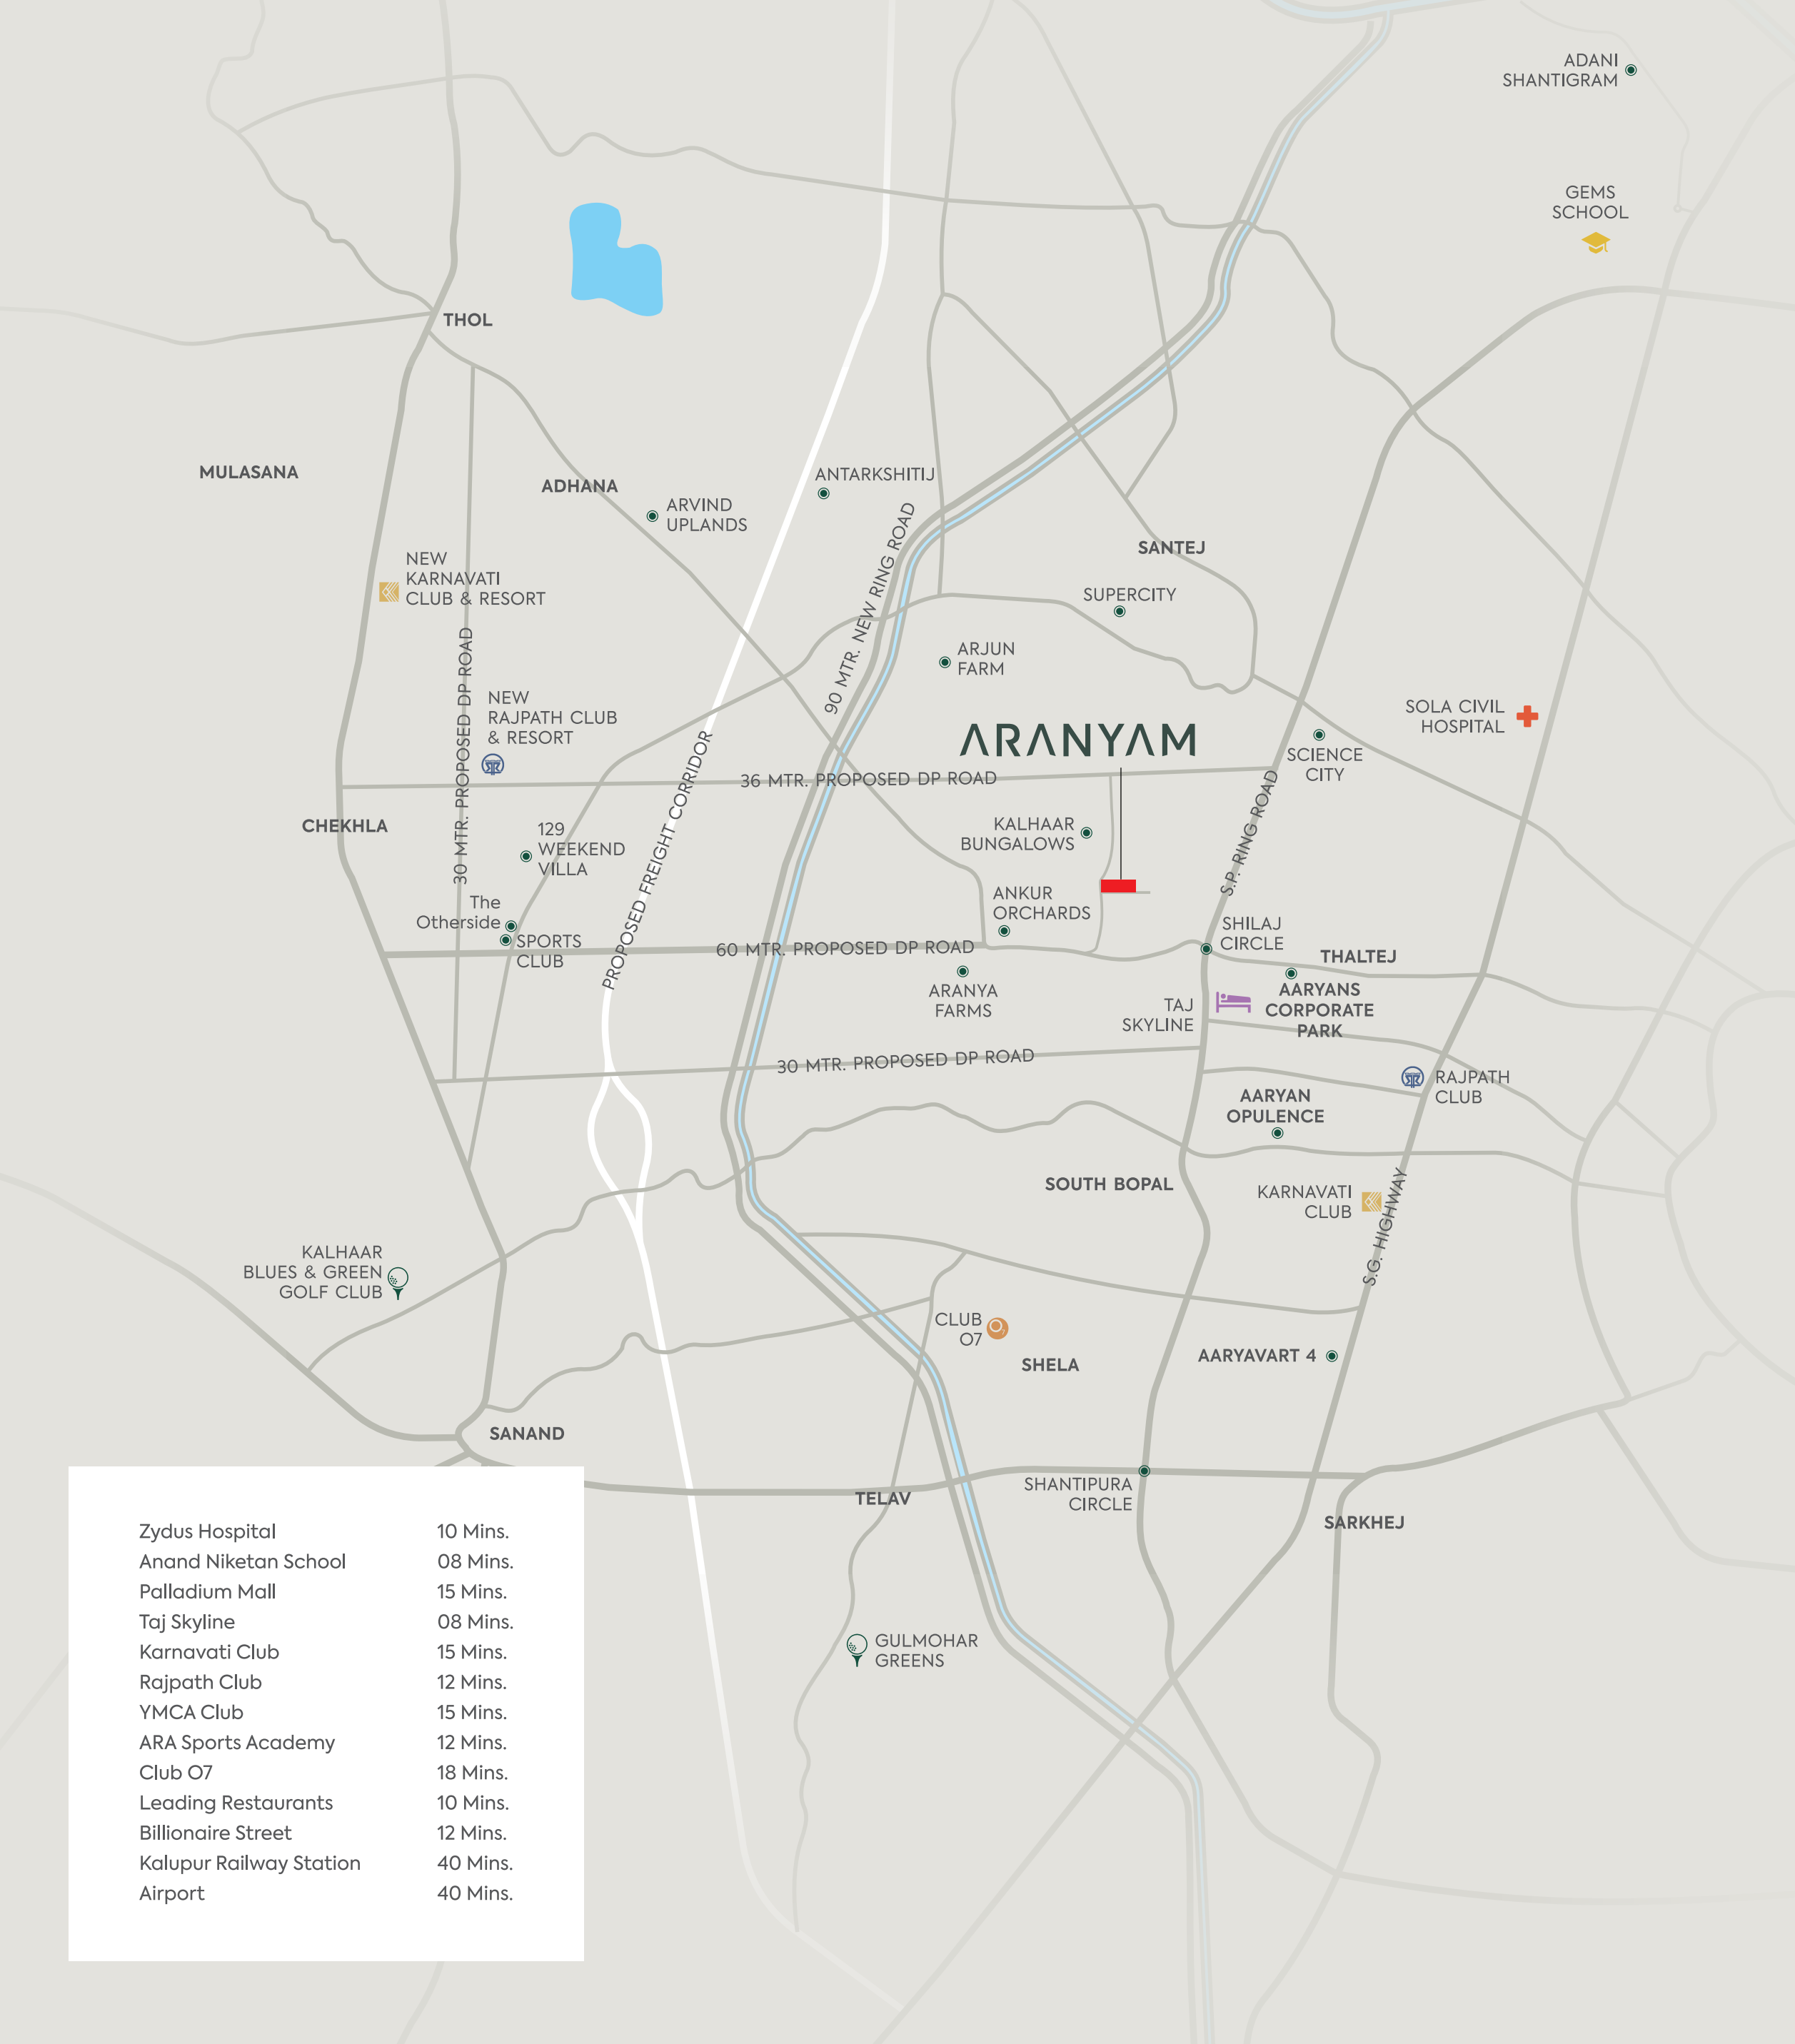 ADANI
SHANTIGRAM
GEMS
SCHOOL
THOL
MULASANA
ADHANA
ANTARKSHITIJ
ARVIND
UPLANDS
90 MTR. NEW RING ROAD
SANTEJ
NEW
KARNAVATI
CLUB & RESORT
SUPERCITY
ARJUN
FARM
30 MTR. PROPOSED DP ROAD
NEW
RAJPATH CLUB
& RESORT
SOLA CIVIL
HOSPITAL
ARANYAM
SCIENCE
CITY
36 MTR. PROPOSED DP ROAD
PROPOSED FREIGHT CORRIDOR
S.P. RING ROAD
CHEKHLA
129
WEEKEND
VILLA
KALHAAR
BUNGALOWS
The
Otherside
ANKUR
ORCHARDS
SPORTS
CLUB
SHILAJ
CIRCLE
60 MTR. PROPOSED DP ROAD
THALTEJ
ARANYA
FARMS
AARYANS
CORPORATE
PARK
TAJ
SKYLINE
30 MTR. PROPOSED DP ROAD
RAJPATH
CLUB
AARYAN
OPULENCE
SOUTH BOPAL
KARNAVATI
CLUB
S.G. HIGHWAY
KALHAAR
BLUES & GREEN
GOLF CLUB
CLUB
O7
SHELA
AARYAVART 4
SANAND
TELAV
SHANTIPURA
CIRCLE
SARKHEJ
GULMOHAR
GREENS
Zydus Hospital 10 Mins.
Anand Niketan School 08 Mins.
Palladium Mall 15 Mins.
Taj Skyline 08 Mins.
Karnavati Club 15 Mins.
Rajpath Club 12 Mins.
YMCA Club 15 Mins.
ARA Sports Academy 12 Mins.
Club O7 18 Mins.
Leading Restaurants 10 Mins.
Billionaire Street 12 Mins.
Kalupur Railway Station 40 Mins.
Airport 40 Mins.